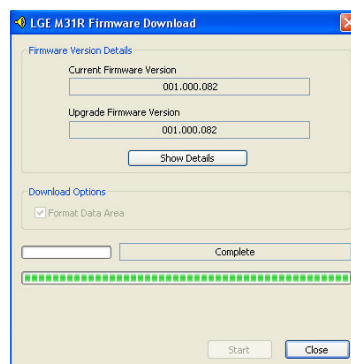 LGE M31R Firmware Download
Firmware Version Details
Current Firmware Version
001.000.082
Upgrade Firmware Version
001.000.082
Show Details
Download Options
Format Data Area
Complete
Start
Close